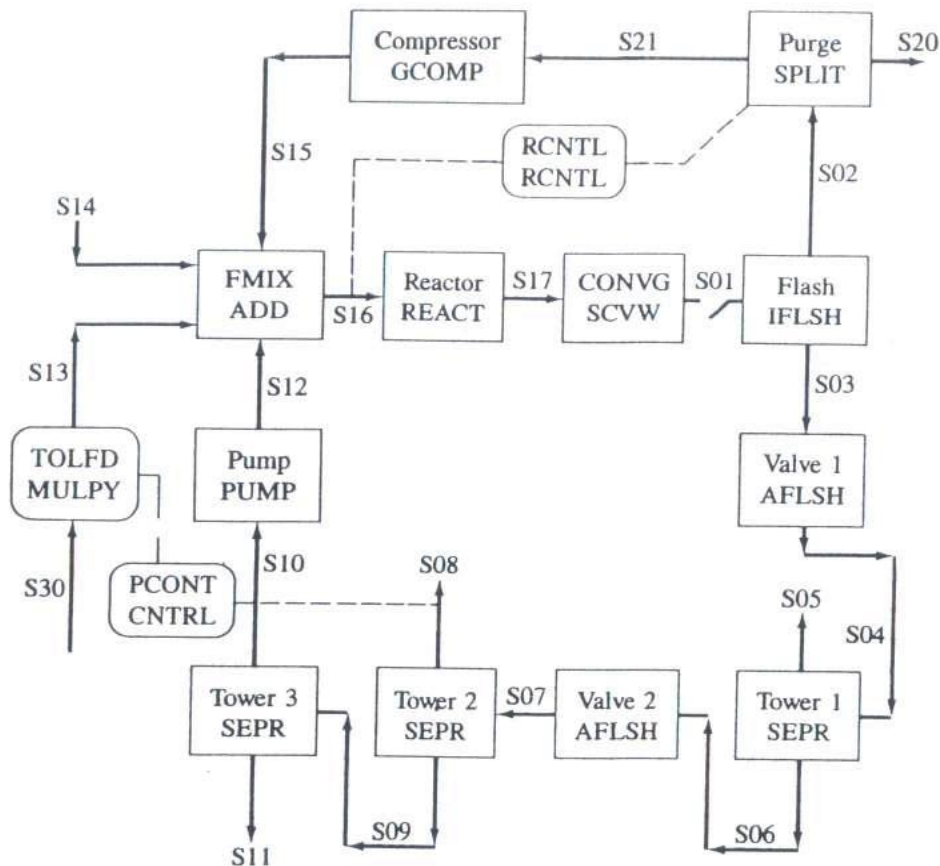 Compressor
GCOMP
S21
Purge
SPLIT
S20
S15
RCNTL
RCNTL
S02
S14
FMIX
ADD
S16
Reactor
REACT
S17
CONVG
SCVW
S01
Flash
IFLSH
S13
S12
S03
TOLFD
MULPY
Pump
PUMP
Valve 1
AFLSH
S30
S10
PCONT
CNTRL
S08
S05
S04
Tower 3
SEPR
Tower 2
SEPR
S07
Valve 2
AFLSH
Tower 1
SEPR
S11
S09
S06